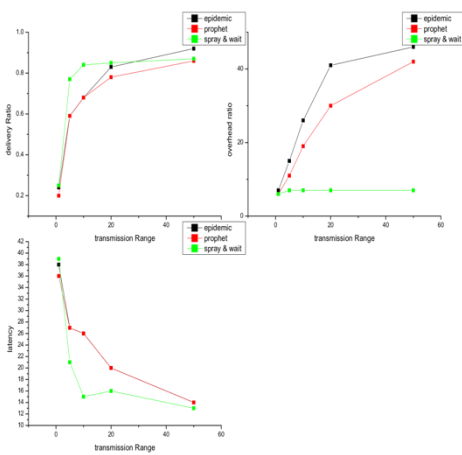 epidemic
prophet
spray & wait
1.0
0.8
0.6
0.4
0.2
delivery Ratio
0
20
40
60
transmission Range
epidemic
prophet
spray & wait
40
20
0
overhead ratio
0
20
40
60
transmission Range
epidemic
prophet
spray & wait
42
40
38
36
34
32
30
28
26
24
22
20
18
16
14
12
10
latency
0
20
40
60
transmission Range